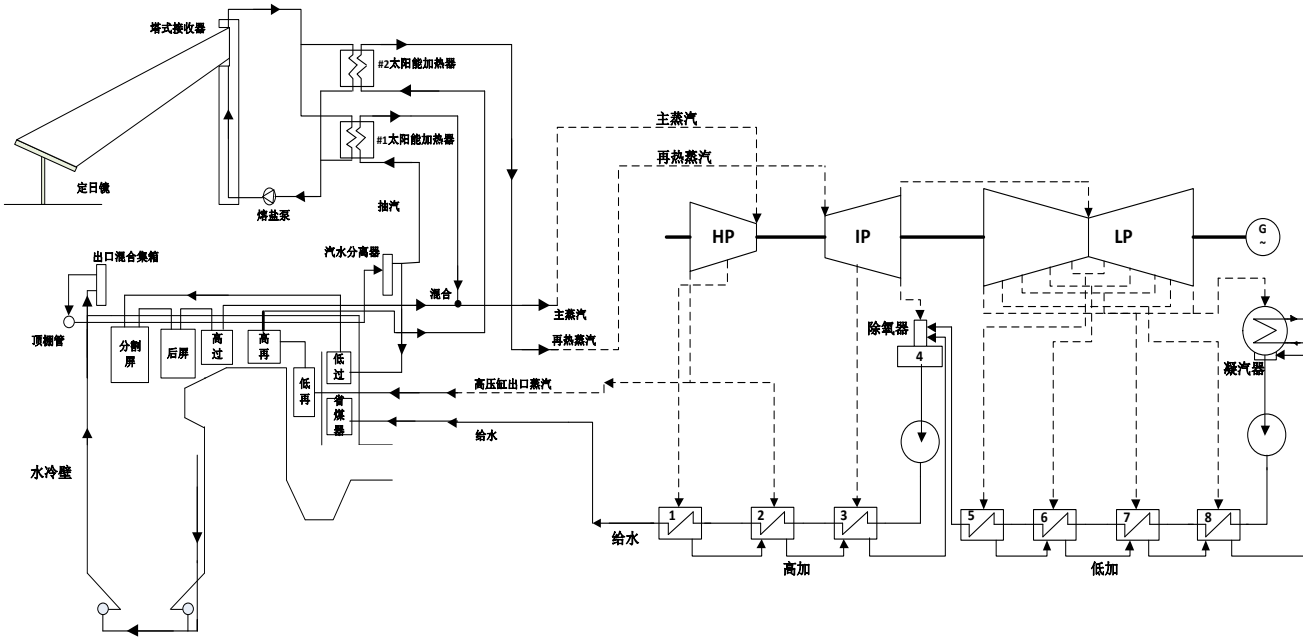 塔式接收器
#2太阳能加热器
#1太阳能加热器
定日镜
熔盐泵
抽汽
汽水分离器
出口混合集箱
顶棚管
混合
主蒸汽
再热蒸汽
分割屏
后屏
高过
高再
低再
低过
省煤器
高压缸出口蒸汽
给水
水冷壁
主蒸汽
再热蒸汽
HP
IP
LP
G
~
除氧器
4
凝汽器
1
2
3
5
6
7
8
给水
高加
低加